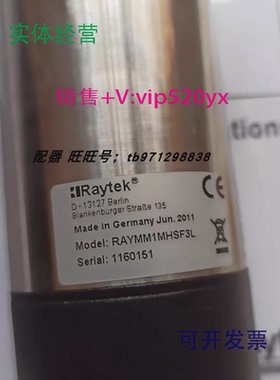 实体经营
销售+V:vip520yx
配器 旺旺号：tb971298838
Raytek®
CE
D - 13127 Berlin
Blankenburger Straße 135
Made in Germany Jun. 2011
Model: RAYMM1MHSF3L
Serial: 1160151
可开发票